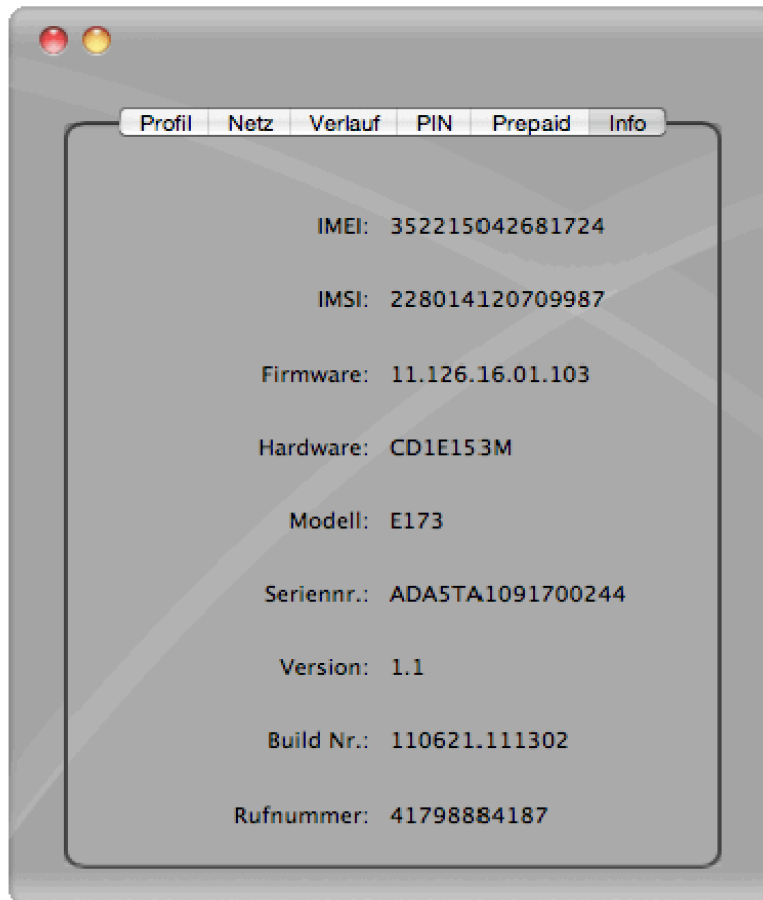 Profil Netz Verlauf PIN Prepaid Info
IMEI: 352215042681724
IMSI: 228014120709987
Firmware: 11.126.16.01.103
Hardware: CD1E153M
Modell: E173
Seriennr.: ADA5TA1091700244
Version: 1.1
Build Nr.: 110621.111302
Rufnummer: 41798884187